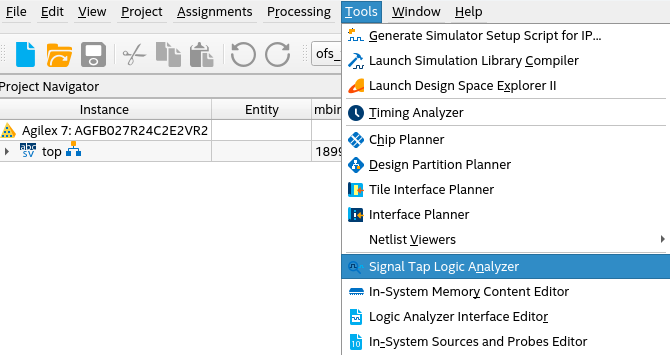 File Edit View Project Assignments Processing Tools Window Help
ofs_
Project Navigator
Instance Entity
Agilex 7: AGFB027R24C2E2VR2
abc SV top 1899
Generate Simulator Setup Script for IP...
Launch Simulation Library Compiler
Launch Design Space Explorer II
Timing Analyzer
Chip Planner
Design Partition Planner
Tile Interface Planner
Interface Planner
Netlist Viewers
Signal Tap Logic Analyzer
In-System Memory Content Editor
Logic Analyzer Interface Editor
In-System Sources and Probes Editor